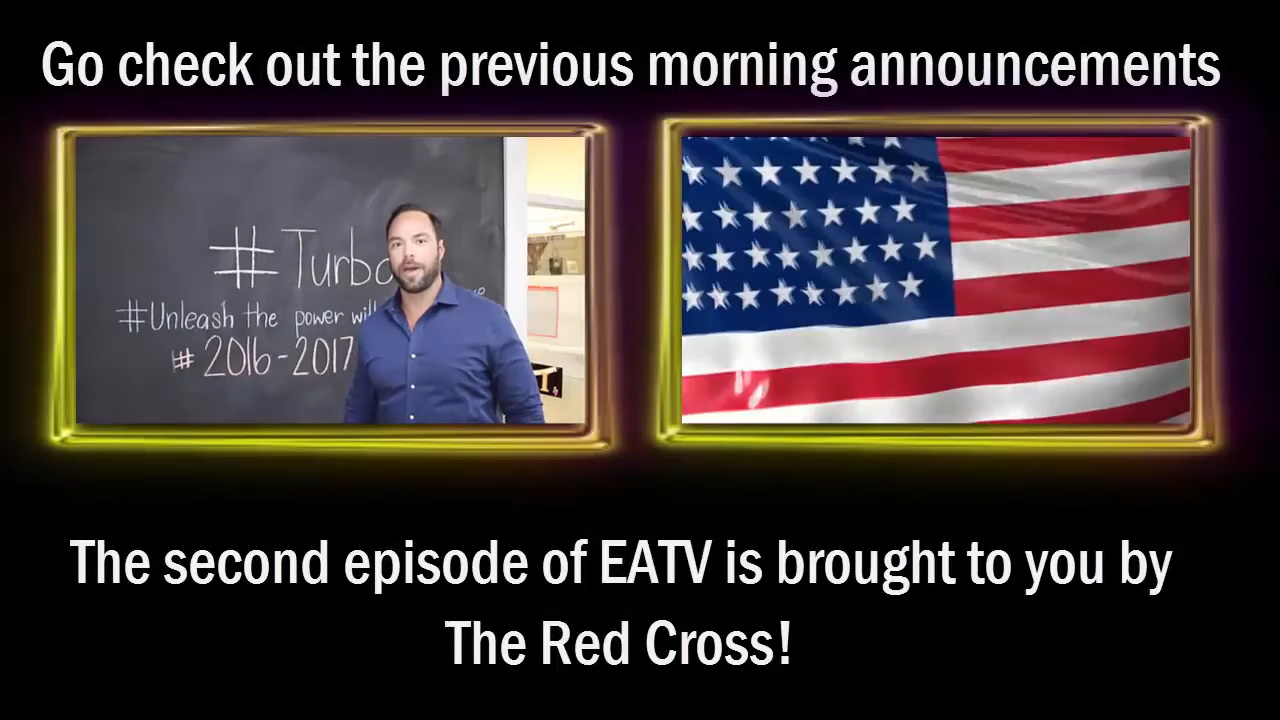 Go check out the previous morning announcements
#Turbo
#Unleash the power
#2016-2017
The second episode of EATV is brought to you by
The Red Cross!